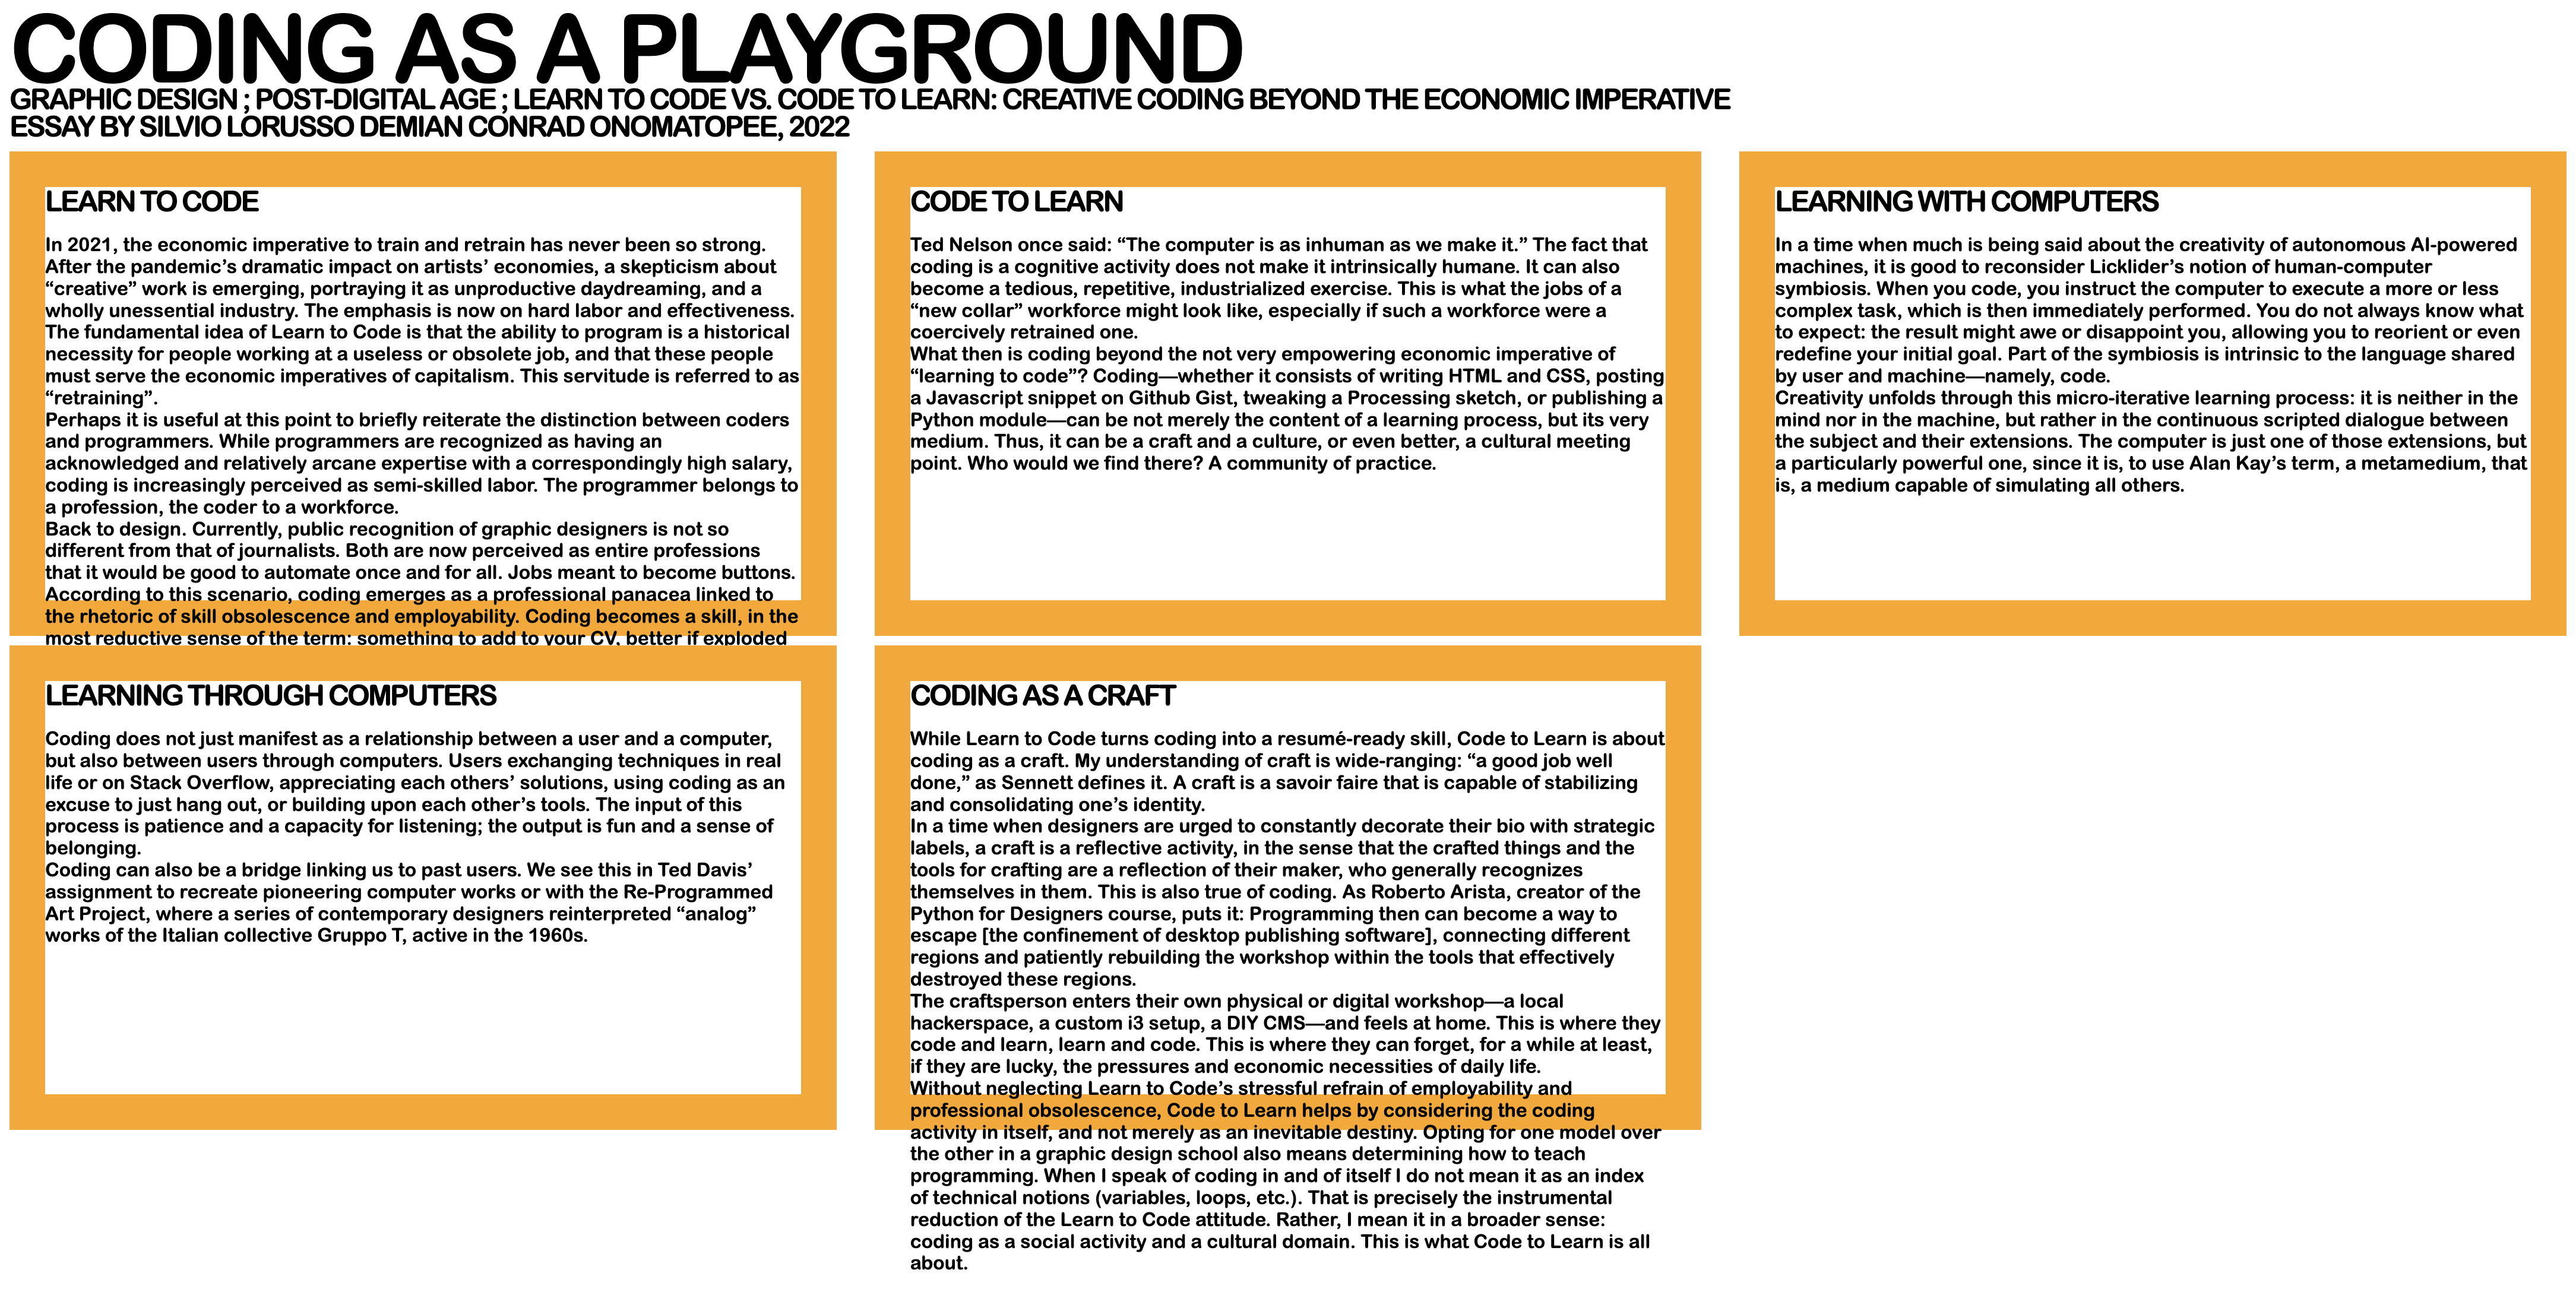 CODING AS A PLAYGROUND
GRAPHIC DESIGN ; POST-DIGITAL AGE ; LEARN TO CODE VS. CODE TO LEARN: CREATIVE CODING BEYOND THE ECONOMIC IMPERATIVE
ESSAY BY SILVIO LORUSSO DEMIAN CONRAD ONOMATOPEE, 2022
LEARN TO CODE
In 2021, the economic imperative to train and retrain has never been so strong.
After the pandemic’s dramatic impact on artists’ economies, a skepticism about
“creative” work is emerging, portraying it as unproductive daydreaming, and a
wholly unessential industry. The emphasis is now on hard labor and effectiveness.
The fundamental idea of Learn to Code is that the ability to program is a historical
necessity for people working at a useless or obsolete job, and that these people
must serve the economic imperatives of capitalism. This servitude is referred to as
“retraining”.
Perhaps it is useful at this point to briefly reiterate the distinction between coders
and programmers. While programmers are recognized as having an
acknowledged and relatively arcane expertise with a correspondingly high salary,
coding is increasingly perceived as semi-skilled labor. The programmer belongs to
a profession, the coder to a workforce.
Back to design. Currently, public recognition of graphic designers is not so
different from that of journalists. Both are now perceived as entire professions
that it would be good to automate once and for all. Jobs meant to become buttons.
According to this scenario, coding emerges as a professional panacea linked to
the rhetoric of skill obsolescence and employability. Coding becomes a skill, in the
most reductive sense of the term: something to add to your CV, better if exploded
CODE TO LEARN
Ted Nelson once said: “The computer is as inhuman as we make it.” The fact that
coding is a cognitive activity does not make it intrinsically humane. It can also
become a tedious, repetitive, industrialized exercise. This is what the jobs of a
“new collar” workforce might look like, especially if such a workforce were a
coercively retrained one.
What then is coding beyond the not very empowering economic imperative of
“learning to code”? Coding—whether it consists of writing HTML and CSS, posting
a Javascript snippet on Github Gist, tweaking a Processing sketch, or publishing a
Python module—can be not merely the content of a learning process, but its very
medium. Thus, it can be a craft and a culture, or even better, a cultural meeting
point. Who would we find there? A community of practice.
LEARNING WITH COMPUTERS
In a time when much is being said about the creativity of autonomous AI-powered
machines, it is good to reconsider Licklider’s notion of human-computer
symbiosis. When you code, you instruct the computer to execute a more or less
complex task, which is then immediately performed. You do not always know what
to expect: the result might awe or disappoint you, allowing you to reorient or even
redefine your initial goal. Part of the symbiosis is intrinsic to the language shared
by user and machine—namely, code.
Creativity unfolds through this micro-iterative learning process: it is neither in the
mind nor in the machine, but rather in the continuous scripted dialogue between
the subject and their extensions. The computer is just one of those extensions, but
a particularly powerful one, since it is, to use Alan Kay’s term, a metamedium, that
is, a medium capable of simulating all others.
LEARNING THROUGH COMPUTERS
Coding does not just manifest as a relationship between a user and a computer,
but also between users through computers. Users exchanging techniques in real
life or on Stack Overflow, appreciating each others’ solutions, using coding as an
excuse to just hang out, or building upon each other’s tools. The input of this
process is patience and a capacity for listening; the output is fun and a sense of
belonging.
Coding can also be a bridge linking us to past users. We see this in Ted Davis’
assignment to recreate pioneering computer works or with the Re-Programmed
Art Project, where a series of contemporary designers reinterpreted “analog”
works of the Italian collective Gruppo T, active in the 1960s.
CODING AS A CRAFT
While Learn to Code turns coding into a resumé-ready skill, Code to Learn is about
coding as a craft. My understanding of craft is wide-ranging: “a good job well
done,” as Sennett defines it. A craft is a savoir faire that is capable of stabilizing
and consolidating one’s identity.
In a time when designers are urged to constantly decorate their bio with strategic
labels, a craft is a reflective activity, in the sense that the crafted things and the
tools for crafting are a reflection of their maker, who generally recognizes
themselves in them. This is also true of coding. As Roberto Arista, creator of the
Python for Designers course, puts it: Programming then can become a way to
escape [the confinement of desktop publishing software], connecting different
regions and patiently rebuilding the workshop within the tools that effectively
destroyed these regions.
The craftsperson enters their own physical or digital workshop—a local
hackerspace, a custom i3 setup, a DIY CMS—and feels at home. This is where they
code and learn, learn and code. This is where they can forget, for a while at least,
if they are lucky, the pressures and economic necessities of daily life.
Without neglecting Learn to Code’s stressful refrain of employability and
professional obsolescence, Code to Learn helps by considering the coding
activity in itself, and not merely as an inevitable destiny. Opting for one model over
the other in a graphic design school also means determining how to teach
programming. When I speak of coding in and of itself I do not mean it as an index
of technical notions (variables, loops, etc.). That is precisely the instrumental
reduction of the Learn to Code attitude. Rather, I mean it in a broader sense:
coding as a social activity and a cultural domain. This is what Code to Learn is all
about.